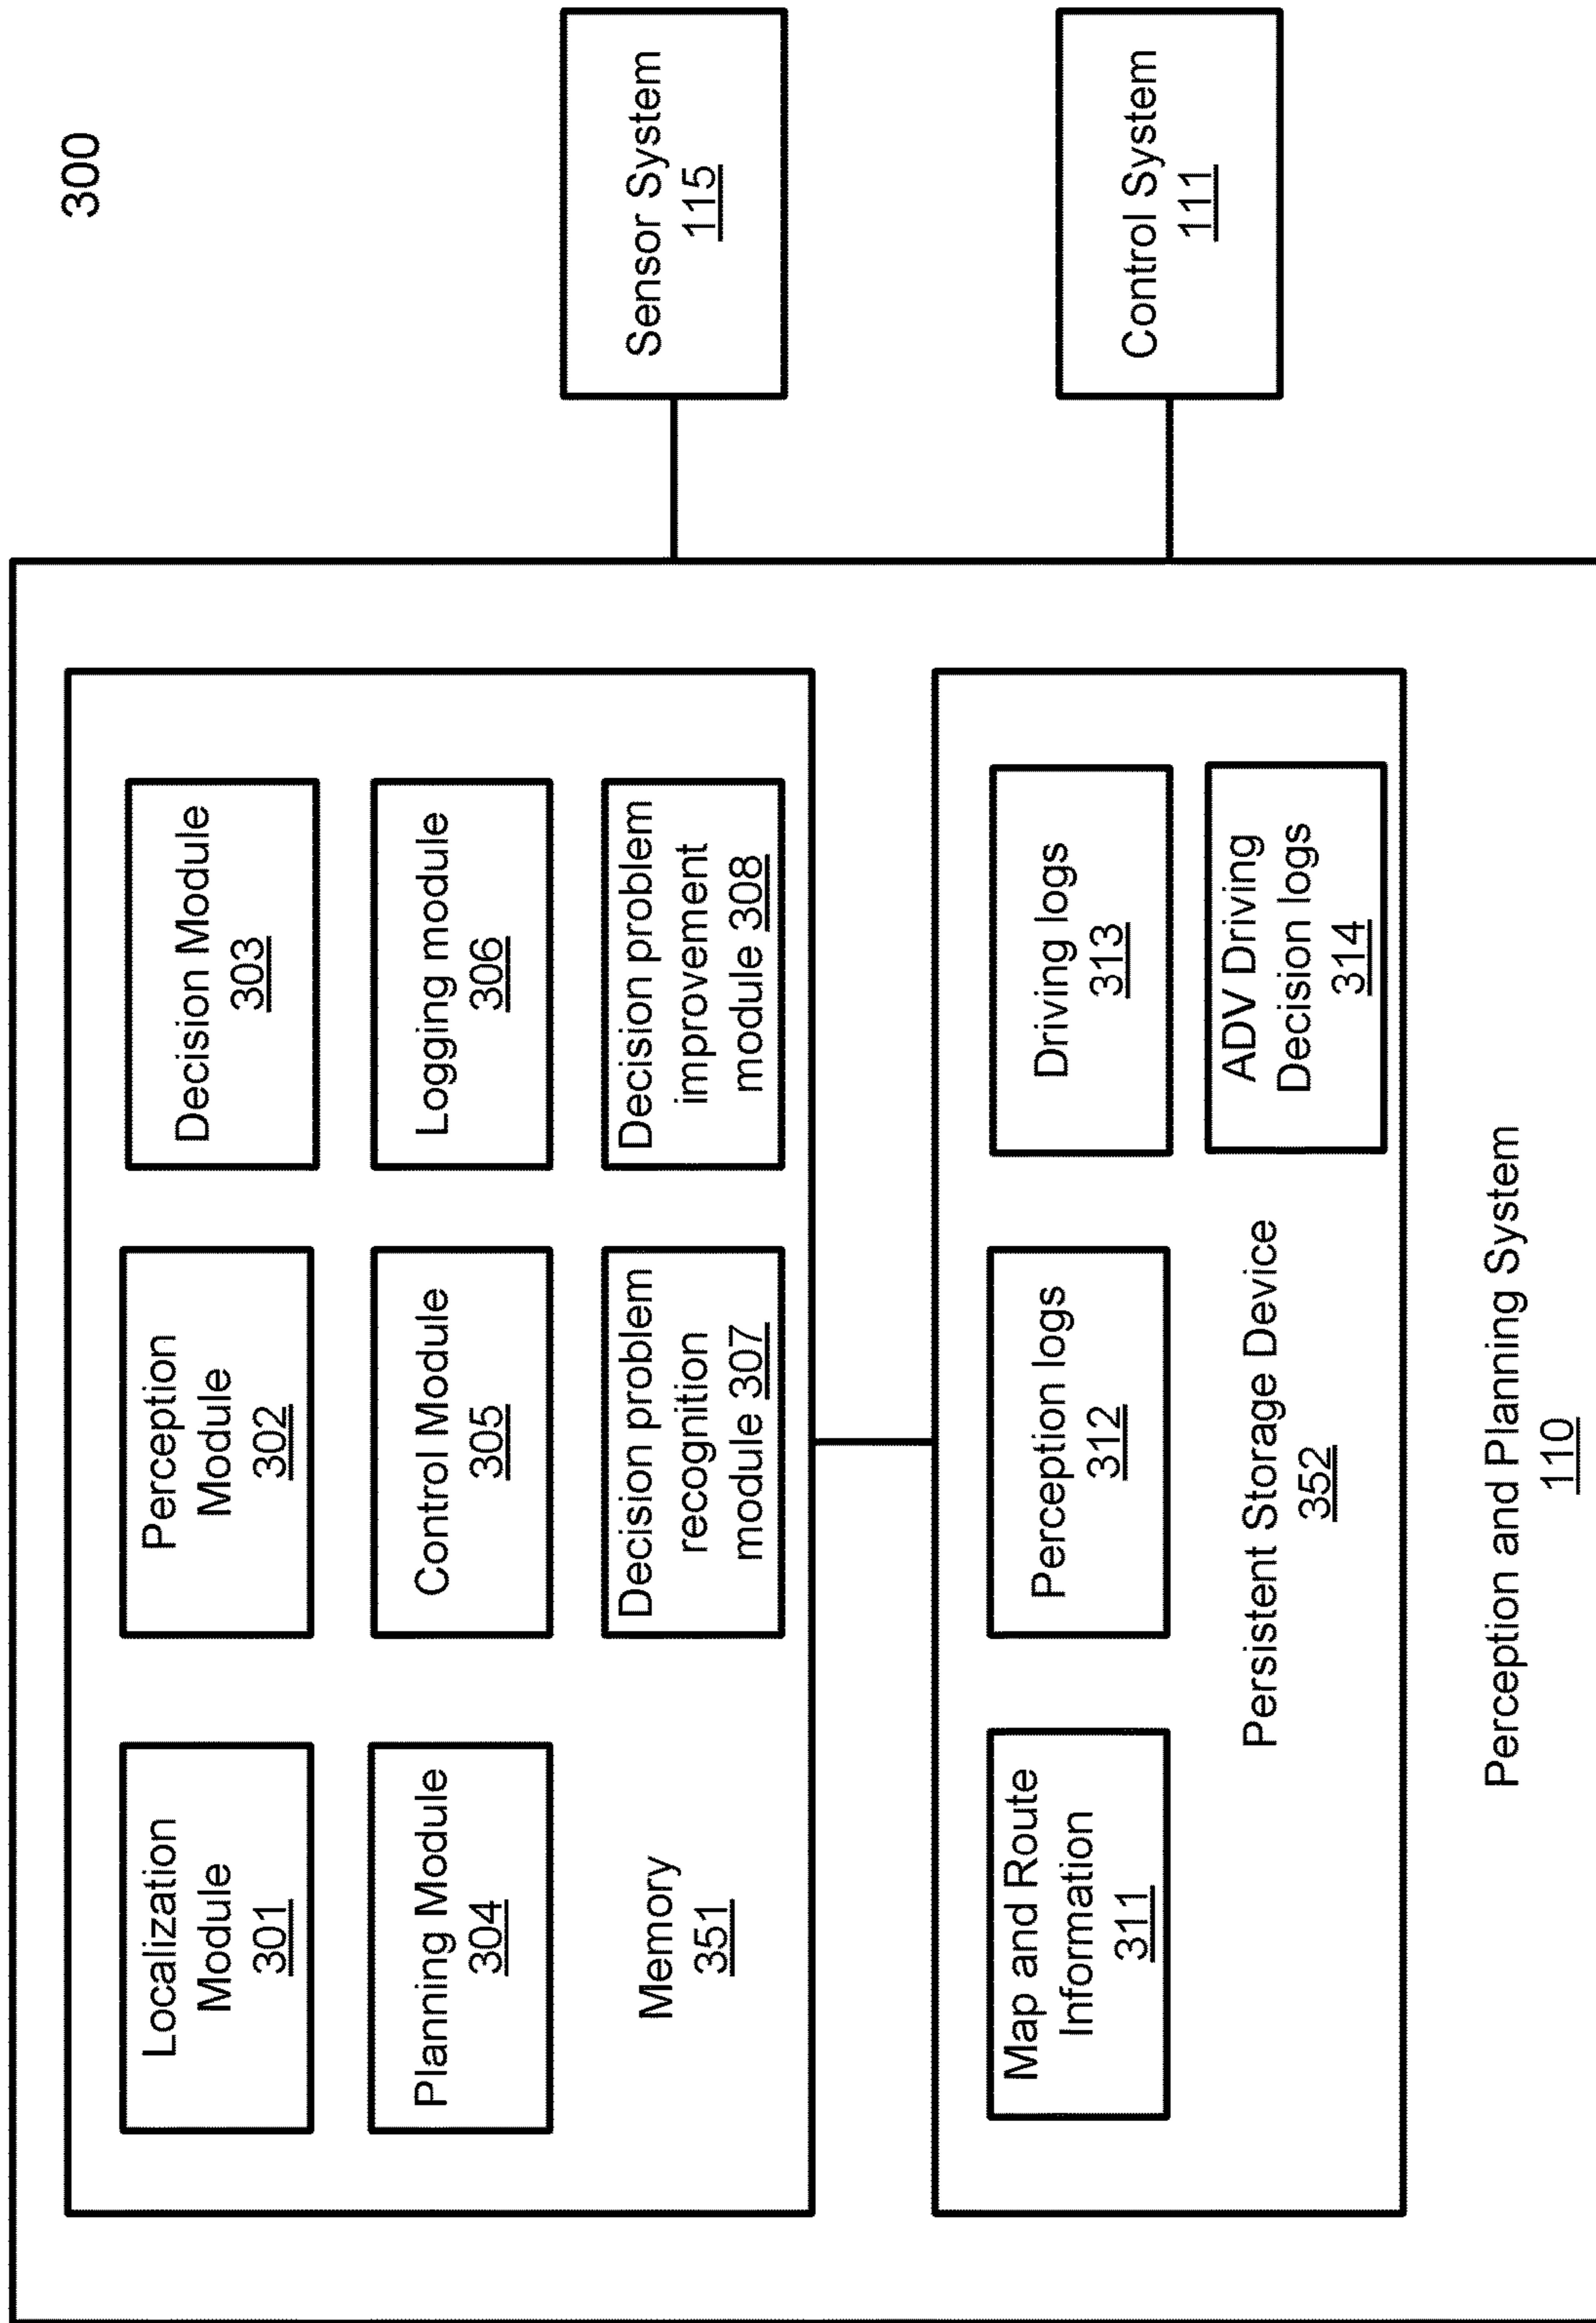 300
Localization
Module
301
Perception
Module
302
Decision Module
303
Planning Module
304
Control Module
305
Logging module
306
Memory
351
Decision problem
recognition
module 307
Decision problem
improvement
module 308
Sensor System
115
Map and Route
Information
311
Perception logs
312
Driving logs
313
Persistent Storage Device
352
ADV Driving
Decision logs
314
Control System
111
Perception and Planning System
110